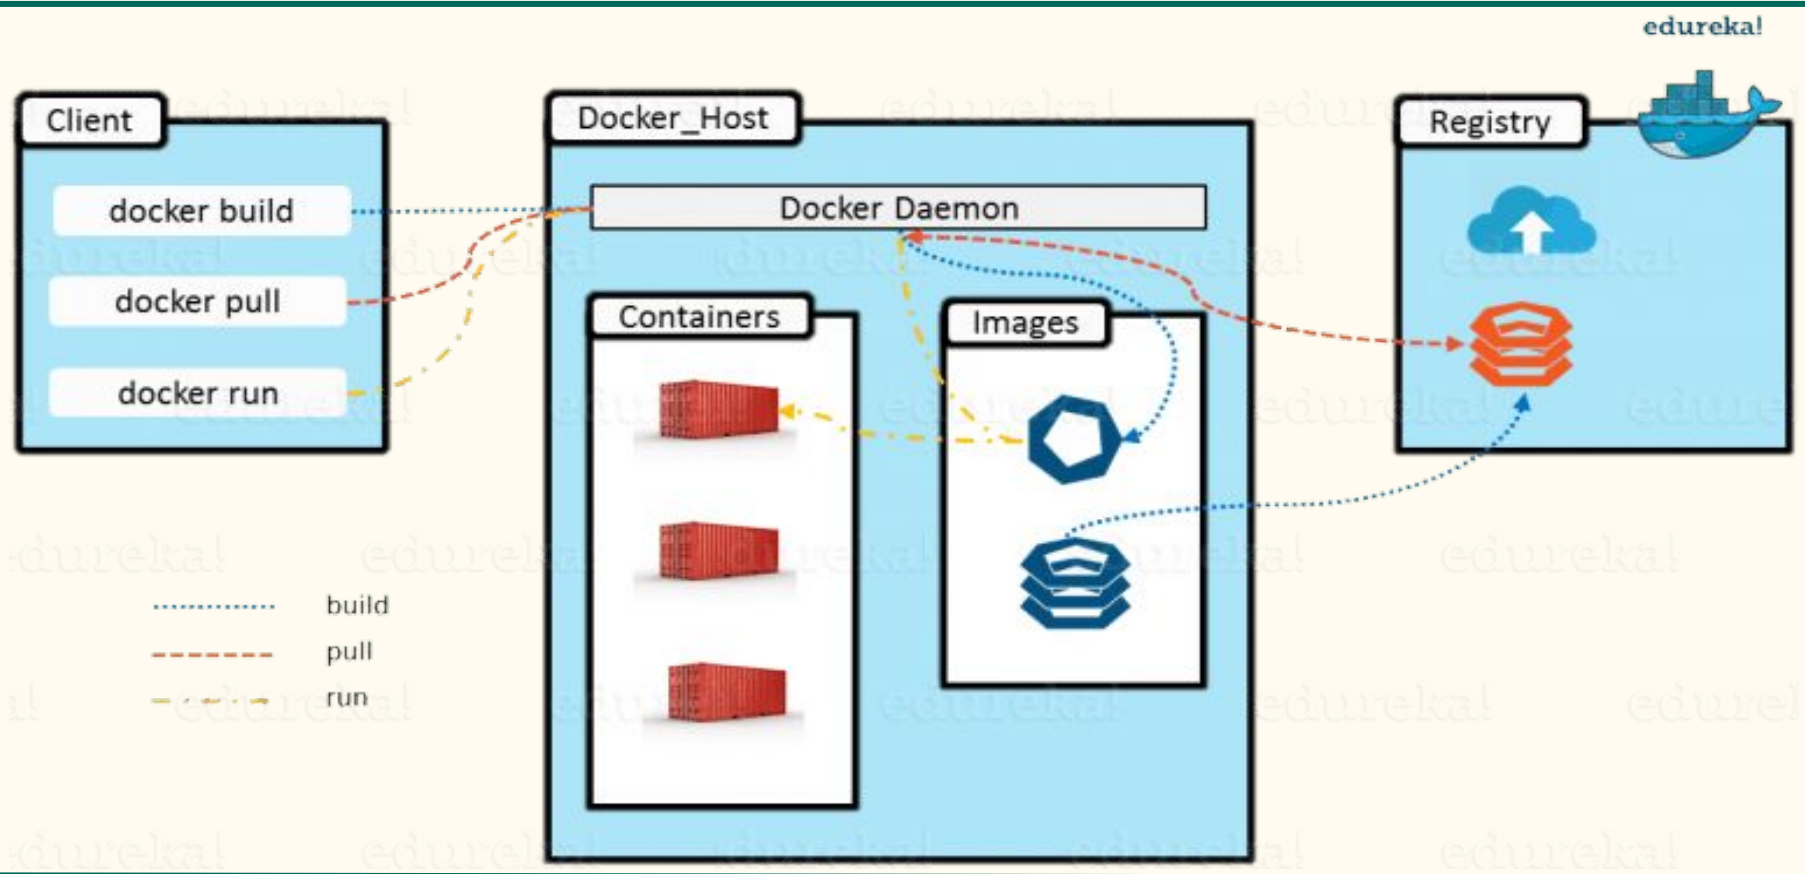 edureka!
Client
docker build
docker pull
docker run
Docker_Host
Docker Daemon
Containers
Images
Registry
build
pull
run